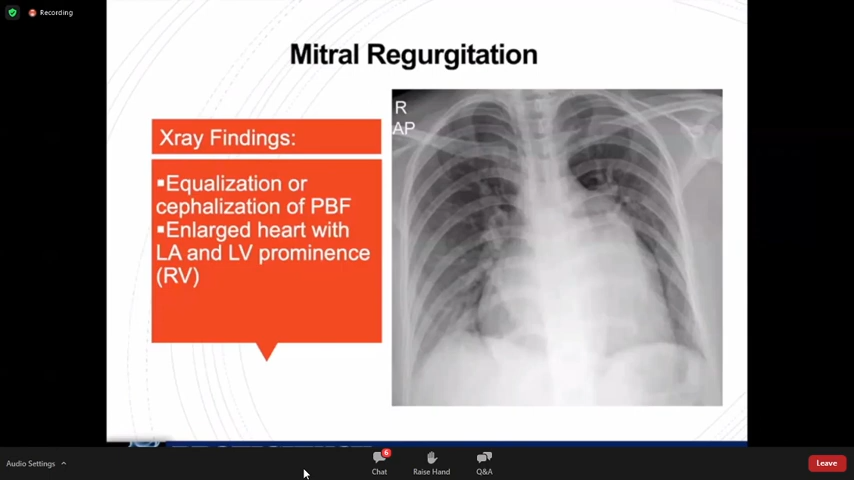 Recording
Mitral Regurgitation
R
AP
Xray Findings:
▪Equalization or
cephalization of PBF
▪Enlarged heart with
LA and LV prominence
(RV)
Audio Settings
6
Chat
Raise Hand
Q&A
Leave